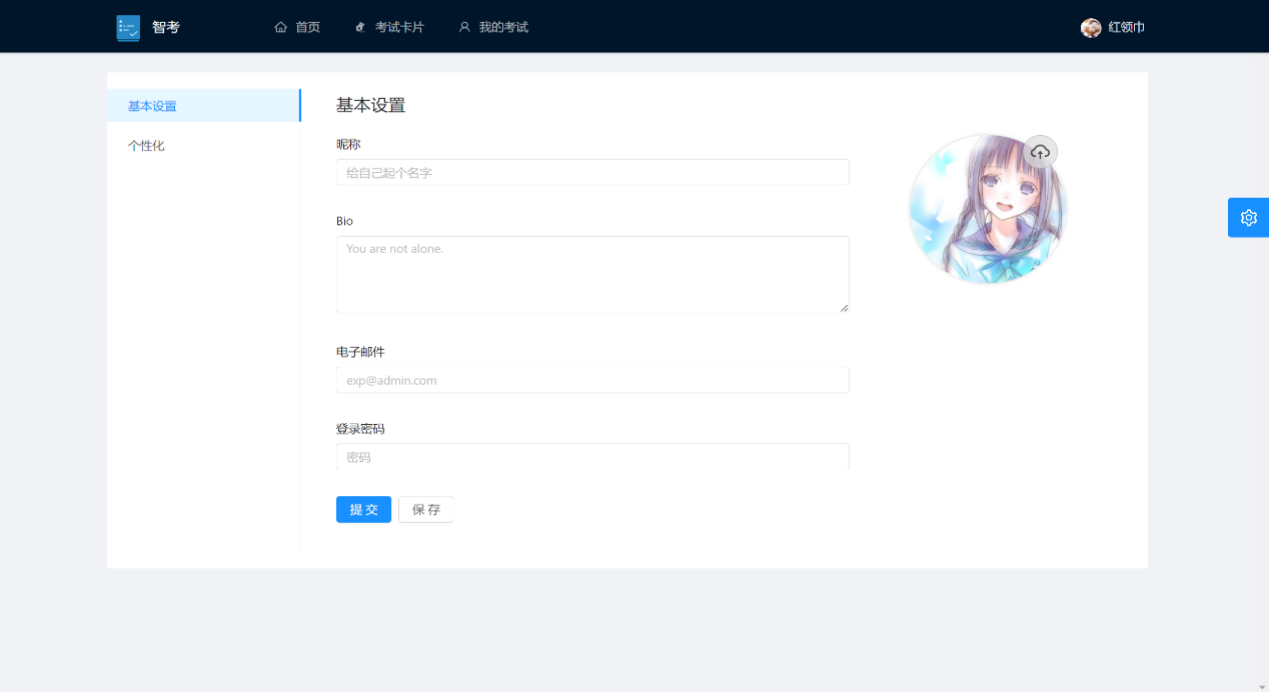 智考
首页
考试卡片
我的考试
红领巾
基本设置
个性化
基本设置
昵称
给自己起个名字
Bio
You are not alone.
电子邮件
exp@admin.com
登录密码
密码
提交
保存